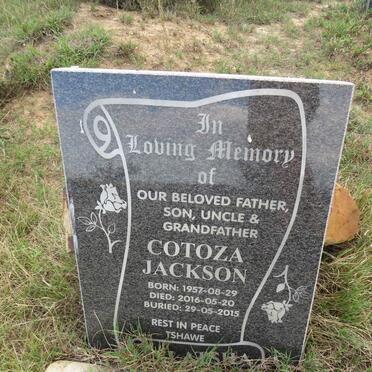 In
Loving Memory
of
OUR BELOVED FATHER,
SON, UNCLE &
GRANDFATHER
COTOZA
JACKSON
BORN: 1957-08-29
DIED: 2016-05-20
BURIED: 29-05-2015
REST IN PEACE
TSHAWE